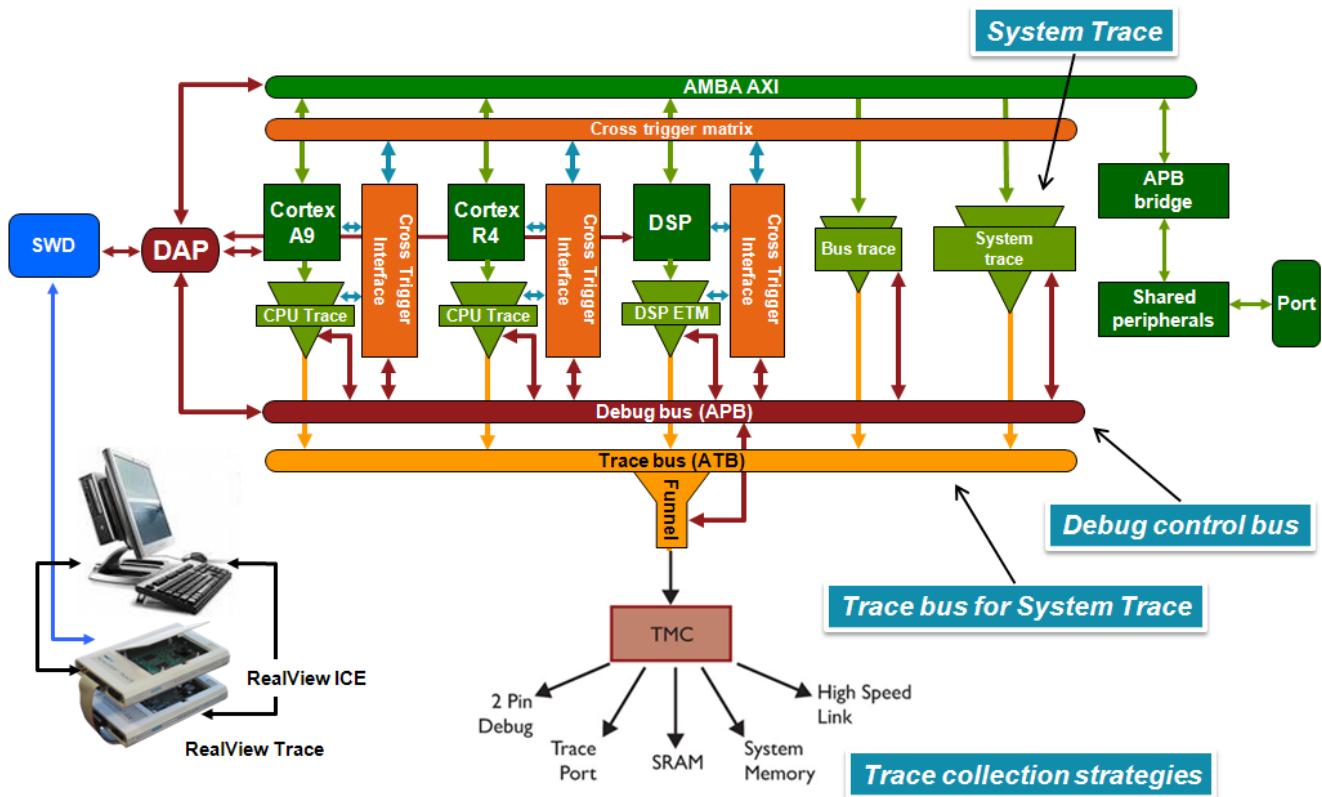 System Trace
AMBA AXI
Cross trigger matrix
SWD
DAP
Cortex
A9
Cross Trigger
Interface
Cortex
R4
Cross Trigger
Interface
DSP
Cross Trigger
Interface
Bus trace
System
trace
APB
bridge
CPU Trace
CPU Trace
DSP ETM
Shared
peripherals
Port
Debug bus (APB)
Trace bus (ATB)
Funnel
Debug control bus
Trace bus for System Trace
TMC
RealView ICE
RealView Trace
2 Pin
Debug
Trace
Port
SRAM
System
Memory
High Speed
Link
Trace collection strategies